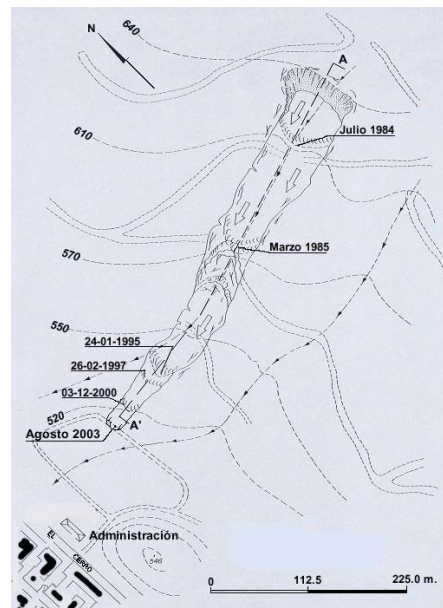 N
640
A
Julio 1984
610
Marzo 1985
570
550
24-01-1995
26-02-1997
03-12-2000
520
A'
Agosto 2003
EL
CERRO
Administración
546
0 112.5 225.0 m.